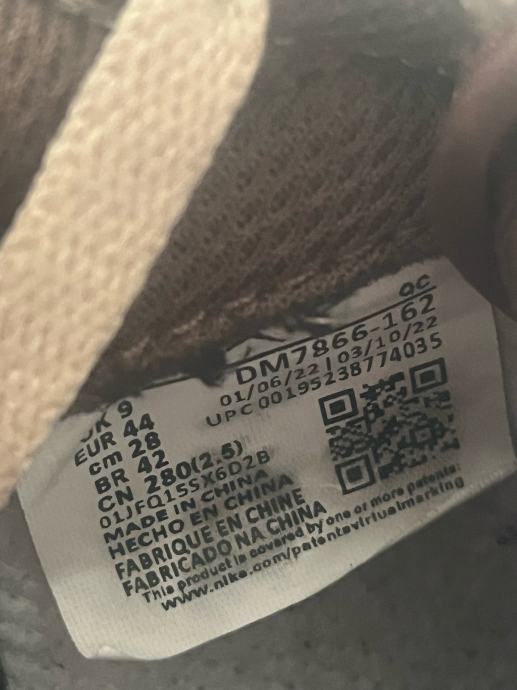 QC
DM7866-162
01/06/22 | 03/10/22
UPC 00195238774035
UK 9
EUR 44
cm 28
BR 42
CN 280(2.5)
01JFQ15SX6D2B
MADE IN CHINA
HECHO EN CHINA
FABRIQUE EN CHINE
FABRICADO NA CHINA
This product is covered by one or more patents:
www.nike.com/patentsvirtualmarking